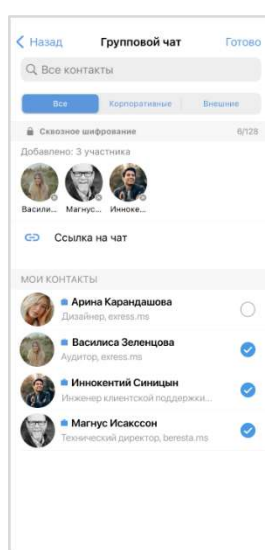 Назад Групповой чат Готово
Все контакты
Все Корпоративные Внешние
Сквозное шифрование 6/128
Добавлено: 3 участника
Васили... Магнус... Инноке...
Ссылка на чат
МОИ КОНТАКТЫ
Арина Карандашова
Дизайнер, exress.ms
Василиса Зеленцова
Аудитор, exress.ms
Иннокентий Синицын
Инженер клиентской поддержки...
Магнус Исакссон
Технический директор, beresta.ms